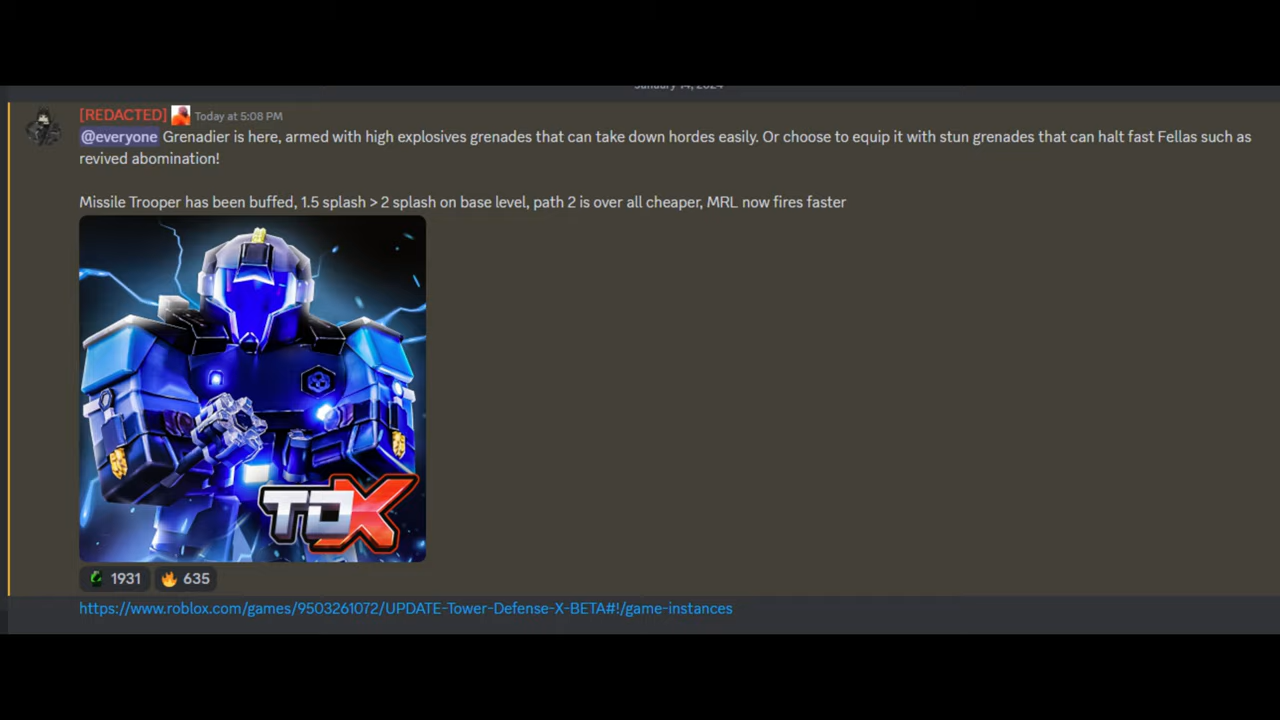 January 14, 2024
[REDACTED] Today at 5:08 PM
@everyone Grenadier is here, armed with high explosives grenades that can take down hordes easily. Or choose to equip it with stun grenades that can halt fast Fellas such as
revived abomination!
Missile Trooper has been buffed, 1.5 splash > 2 splash on base level, path 2 is over all cheaper, MRL now fires faster
TDX
1931 635
https://www.roblox.com/games/9503261072/UPDATE-Tower-Defense-X-BETA#!/game-instances